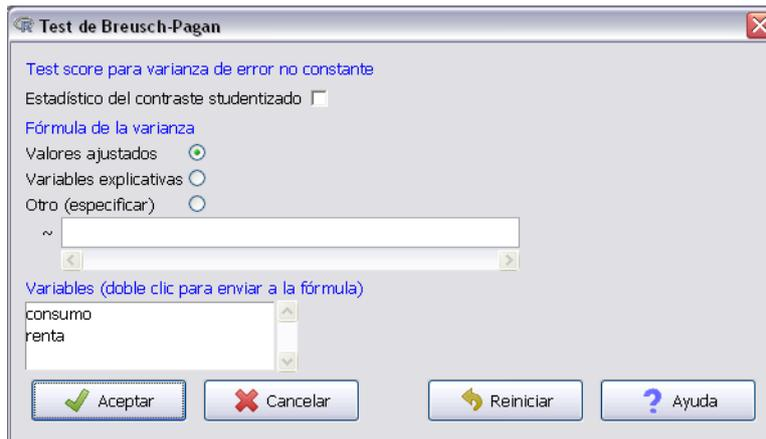 Test de Breusch-Pagan
Test score para varianza de error no constante
Estadístico del contraste studentizado
Fórmula de la varianza
Valores ajustados
Variables explicativas
Otro (especificar)
~
Variables (doble clic para enviar a la fórmula)
consumo
renta
Aceptar Cancelar Reiniciar Ayuda